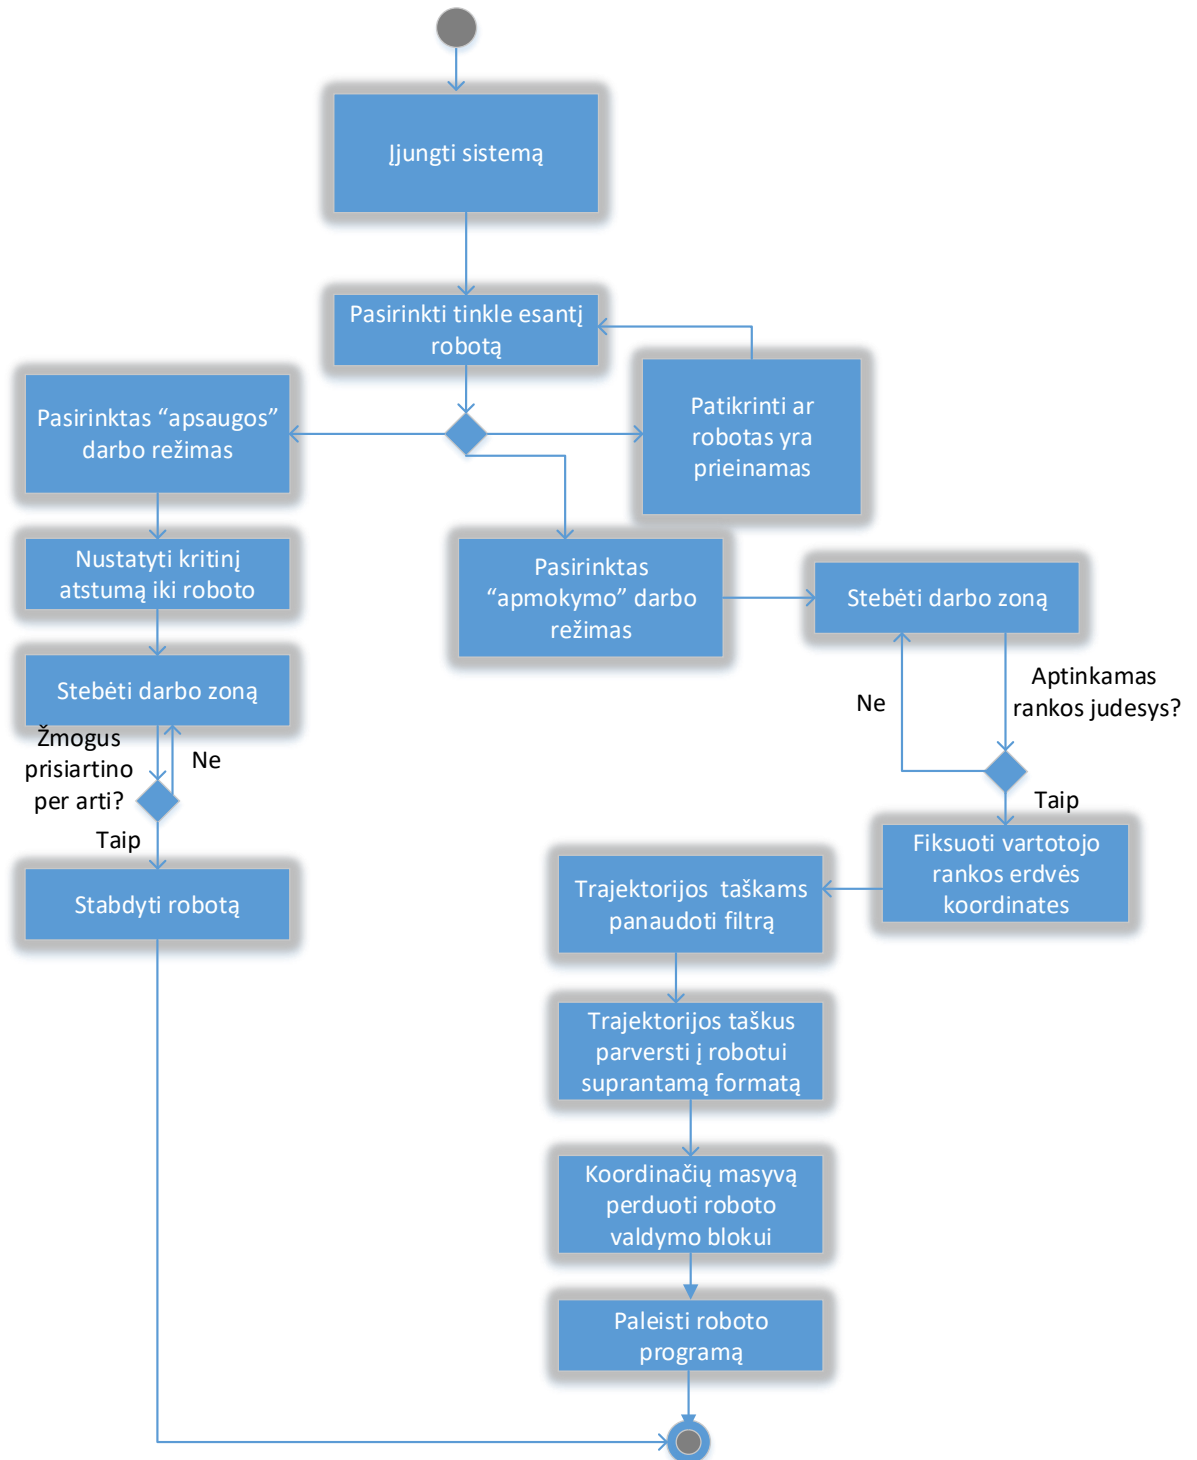 Įjungti sistemą
Pasirinkti tinkle esantį
robotą
Pasirinktas “apsaugos”
darbo režimas
Patikrinti ar
robotas yra
prieinamas
Nustatyti kritinį
atstumą iki roboto
Pasirinktas
“apmokymo” darbo
režimas
Stebėti darbo zoną
Stebėti darbo zoną
Aptinkamas
rankos judesys?
Ne
Žmogus
prisiartino
per arti?
Ne
Taip
Taip
Fiksuoti vartotojo
rankos erdvės
koordinates
Stabdyti robotą
Trajektorijos  taškams
panaudoti filtrą
Trajektorijos taškus
parversti į robotui
suprantamą formatą
Koordinačių masyvą
perduoti roboto
valdymo blokui
Paleisti roboto
programą